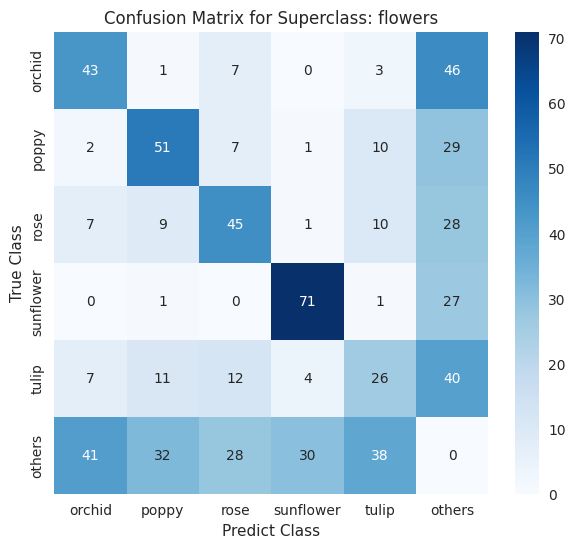 Confusion Matrix for Superclass: flowers
True Class
orchid 43 1 7 0 3 46
poppy 2 51 7 1 10 29
rose 7 9 45 1 10 28
sunflower 0 1 0 71 1 27
tulip 7 11 12 4 26 40
others 41 32 28 30 38 0
orchid poppy rose sunflower tulip others
Predict Class
70
60
50
40
30
20
10
0